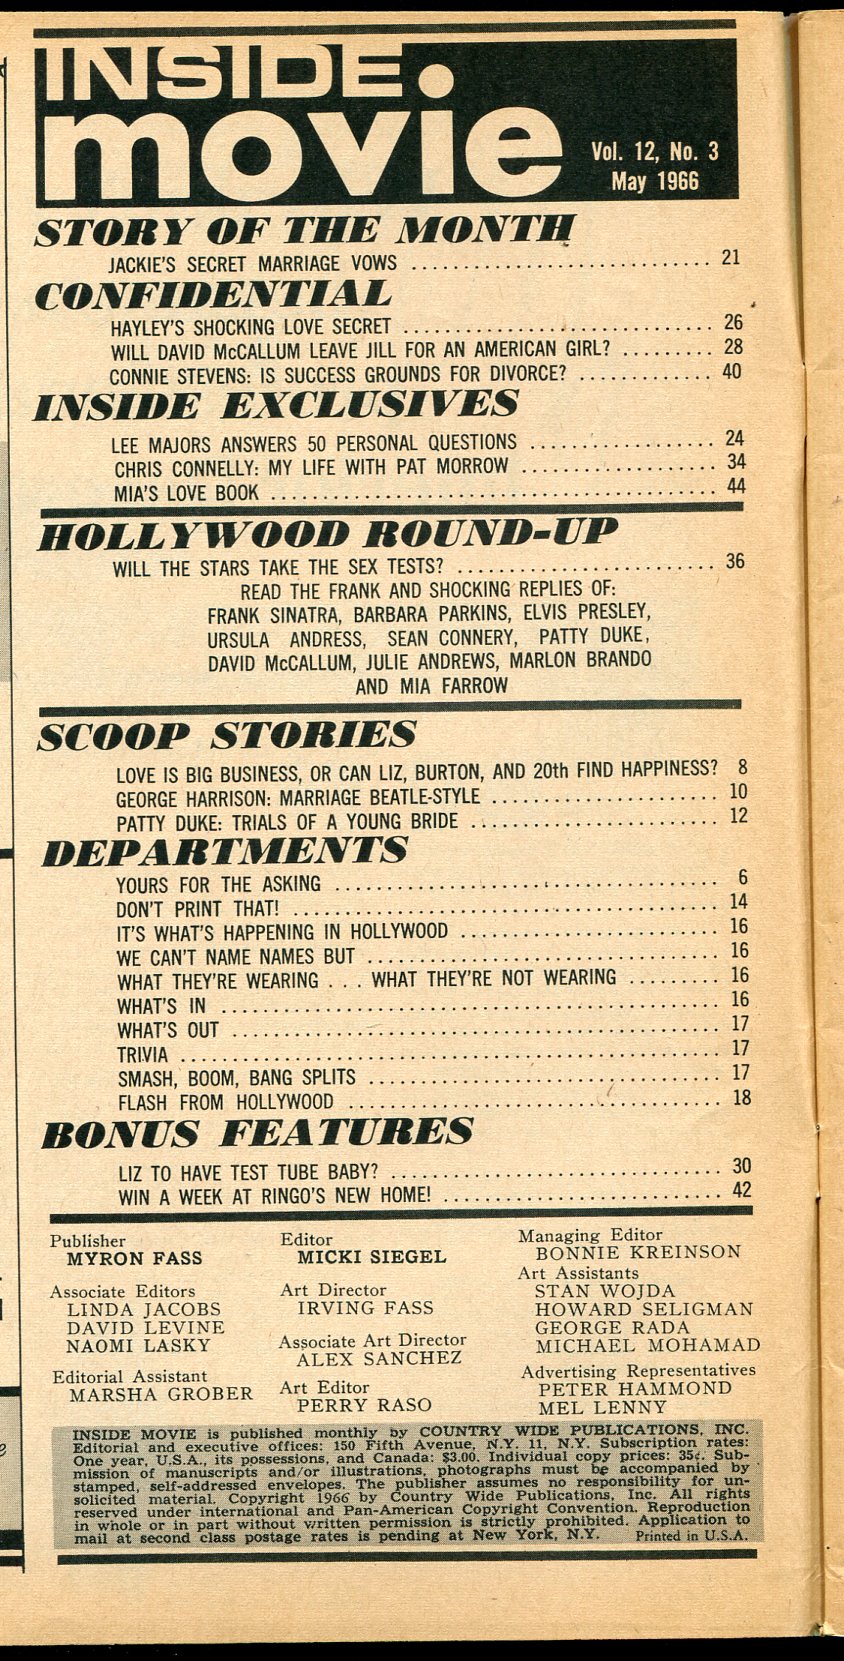 INSIDE
movie
Vol. 12, No. 3
May 1966
STORY OF THE MONTH
JACKIE'S SECRET MARRIAGE VOWS ............................ 21
CONFIDENTIAL
HAYLEY'S SHOCKING LOVE SECRET .............................. 26
WILL DAVID McCALLUM LEAVE JILL FOR AN AMERICAN GIRL? ......... 28
CONNIE STEVENS: IS SUCCESS GROUNDS FOR DIVORCE? ............. 40
INSIDE EXCLUSIVES
LEE MAJORS ANSWERS 50 PERSONAL QUESTIONS .................. 24
CHRIS CONNELLY: MY LIFE WITH PAT MORROW ................... 34
MIA'S LOVE BOOK ........................................... 44
HOLLYWOOD ROUND-UP
WILL THE STARS TAKE THE SEX TESTS? ......................... 36
READ THE FRANK AND SHOCKING REPLIES OF:
FRANK SINATRA, BARBARA PARKINS, ELVIS PRESLEY,
URSULA ANDRESS, SEAN CONNERY, PATTY DUKE,
DAVID McCALLUM, JULIE ANDREWS, MARLON BRANDO
AND MIA FARROW
SCOOP STORIES
LOVE IS BIG BUSINESS, OR CAN LIZ, BURTON, AND 20th FIND HAPPINESS? 8
GEORGE HARRISON: MARRIAGE BEATLE-STYLE ...................... 10
PATTY DUKE: TRIALS OF A YOUNG BRIDE ........................ 12
DEPARTMENTS
YOURS FOR THE ASKING ..................................... 6
DON'T PRINT THAT! ......................................... 14
IT'S WHAT'S HAPPENING IN HOLLYWOOD ......................... 16
WE CAN'T NAME NAMES BUT .................................. 16
WHAT THEY'RE WEARING . . . WHAT THEY'RE NOT WEARING ......... 16
WHAT'S IN ................................................ 16
WHAT'S OUT ............................................... 17
TRIVIA .................................................... 17
SMASH, BOOM, BANG SPLITS .................................. 17
FLASH FROM HOLLYWOOD .................................... 18
BONUS FEATURES
LIZ TO HAVE TEST TUBE BABY? ................................ 30
WIN A WEEK AT RINGO'S NEW HOME! ........................... 42
Publisher
MYRON FASS
Associate Editors
LINDA JACOBS
DAVID LEVINE
NAOMI LASKY
Editorial Assistant
MARSHA GROBER
Editor
MICKI SIEGEL
Art Director
IRVING FASS
Associate Art Director
ALEX SANCHEZ
Art Editor
PERRY RASO
Managing Editor
BONNIE KREINSON
Art Assistants
STAN WOJDA
HOWARD SELIGMAN
GEORGE RADA
MICHAEL MOHAMAD
Advertising Representatives
PETER HAMMOND
MEL LENNY
INSIDE MOVIE is published monthly by COUNTRY WIDE PUBLICATIONS, INC.
Editorial and executive offices: 150 Fifth Avenue, N.Y. 11, N.Y. Subscription rates:
One year, U.S.A., its possessions, and Canada: $3.00. Individual copy prices: 35¢. Sub-
mission of manuscripts and/or illustrations, photographs must be accompanied by
stamped, self-addressed envelopes. The publisher assumes no responsibility for un-
solicited material. Copyright 1966 by Country Wide Publications, Inc. All rights
reserved under international and Pan-American Copyright Convention. Reproduction
in whole or in part without written permission is strictly prohibited. Application to
mail at second class postage rates is pending at New York, N.Y. Printed in U.S.A.